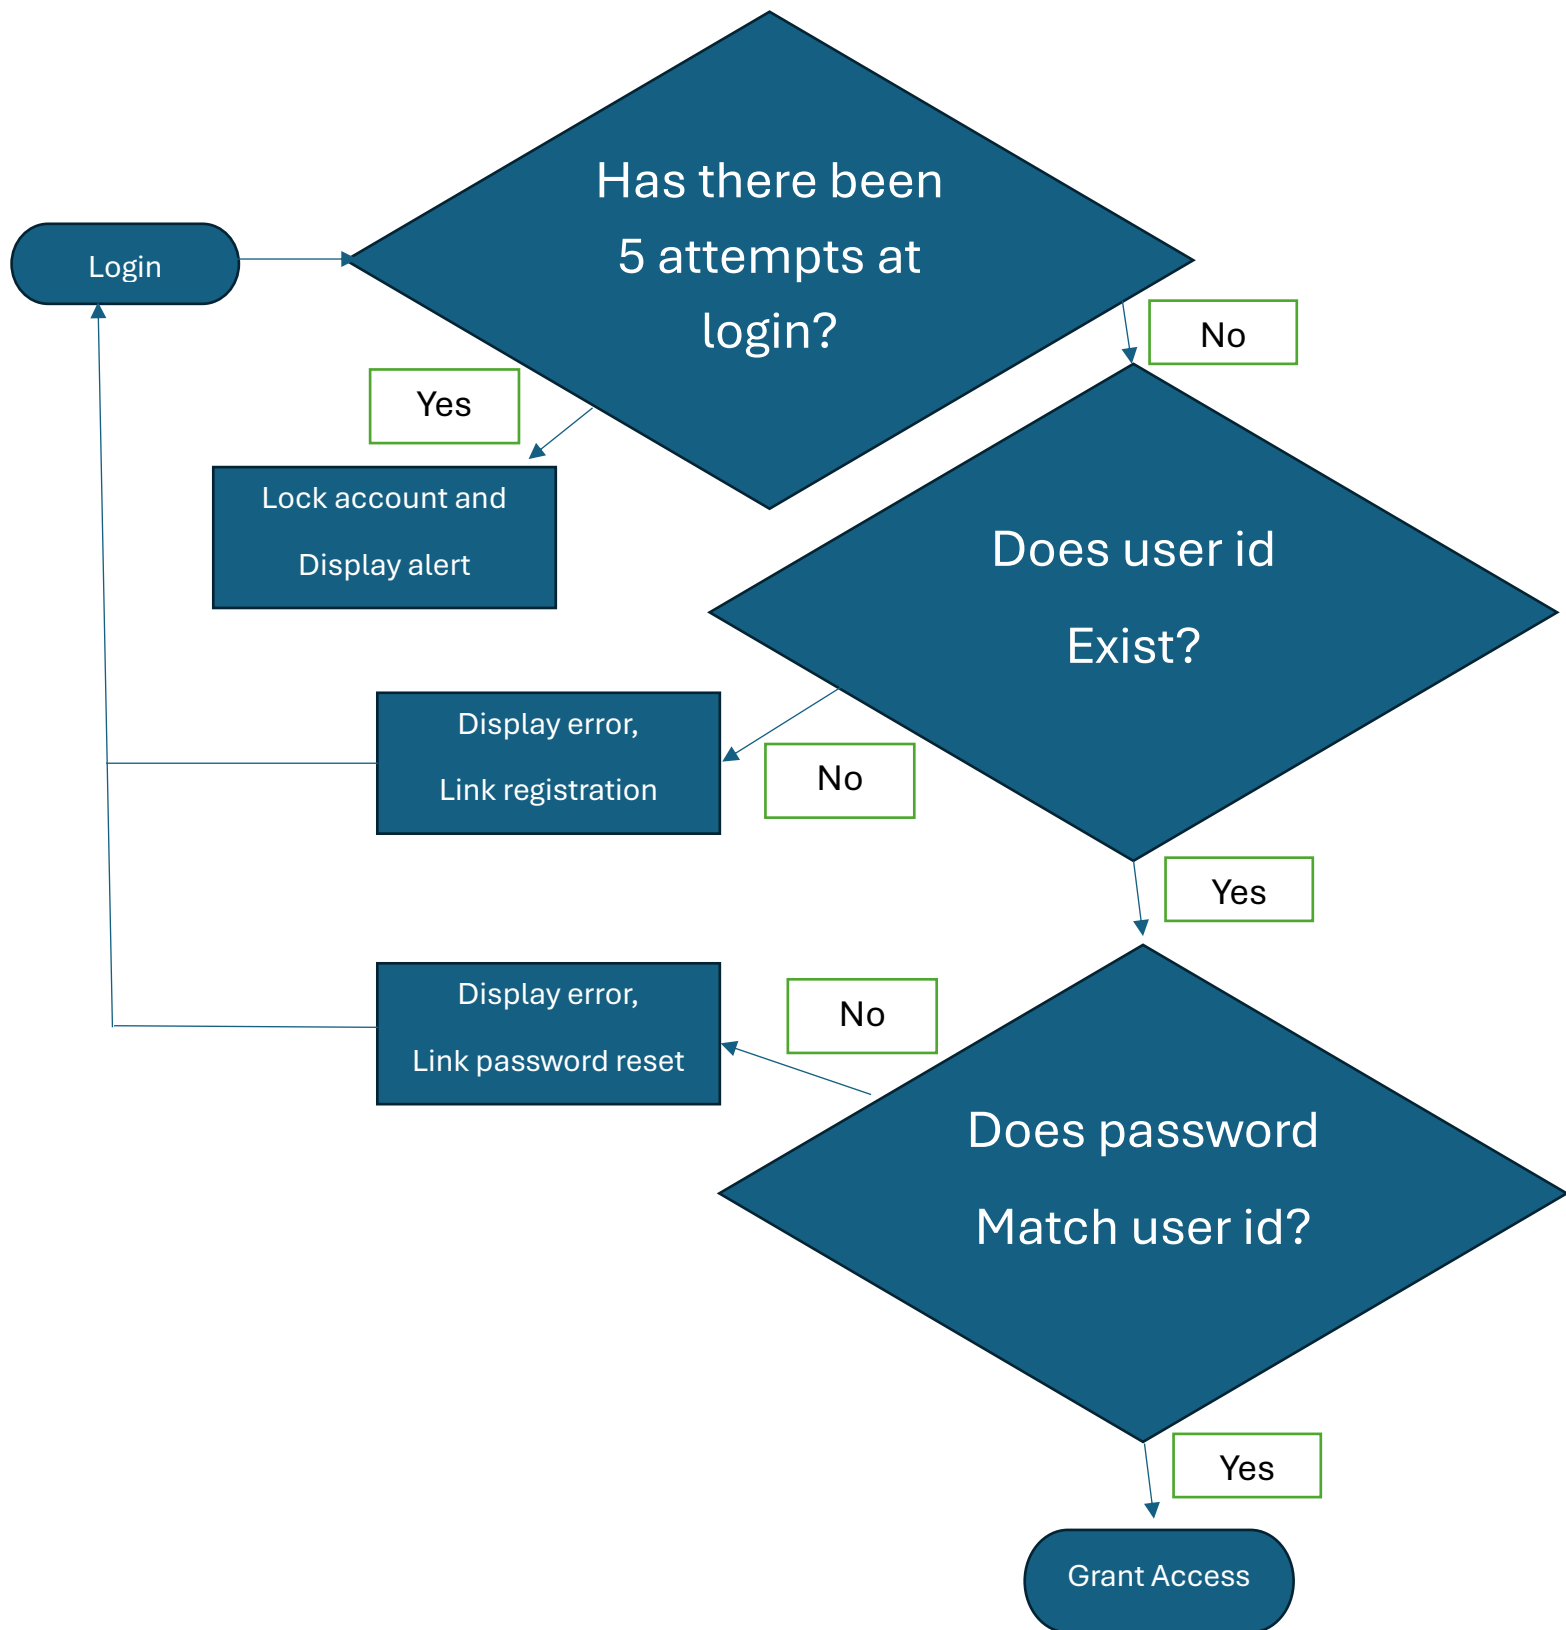 Login
Has there been
5 attempts at
login?
No
Yes
Lock account and
Display alert
Does user id
Exist?
Display error,
Link registration
No
Yes
Display error,
Link password reset
No
Does password
Match user id?
Yes
Grant Access